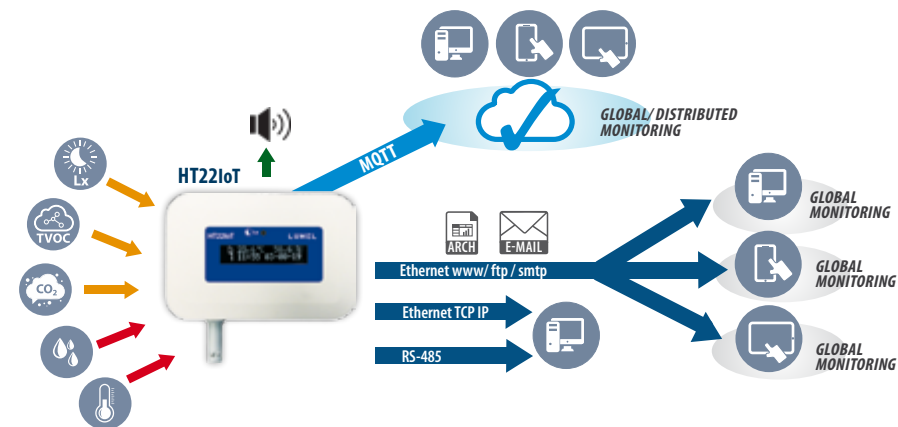 GLOBAL/ DISTRIBUTED
MONITORING
MQTT
HT22IoT
Lx
TVOC
CO₂
HT22IoT
LUMEL
ARCH
E-MAIL
Ethernet www/ ftp / smtp
Ethernet TCP IP
RS-485
GLOBAL
MONITORING
GLOBAL
MONITORING
GLOBAL
MONITORING